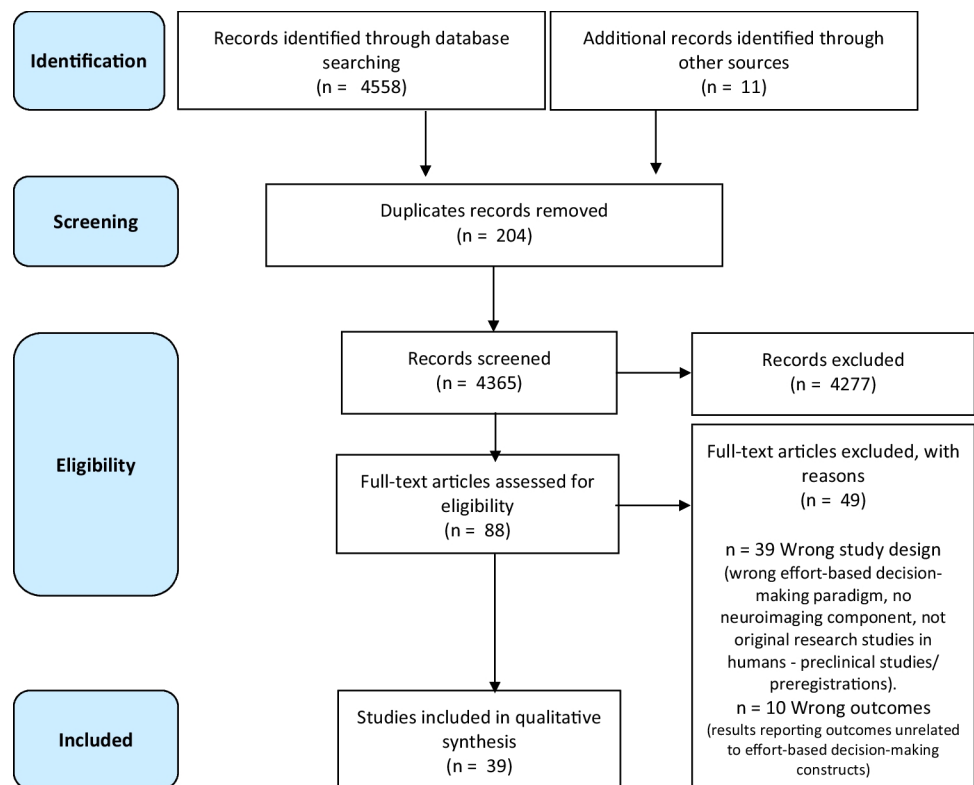 Identification
Records identified through database
searching
(n = 4558)
Additional records identified through
other sources
(n = 11)
Screening
Duplicates records removed
(n = 204)
Eligibility
Records screened
(n = 4365)
Records excluded
(n = 4277)
Full-text articles assessed for
eligibility
(n = 88)
Full-text articles excluded, with
reasons
(n = 49)
n = 39 Wrong study design
(wrong effort-based decision-
making paradigm, no
neuroimaging component, not
original research studies in
humans - preclinical studies/
preregistrations).
n = 10 Wrong outcomes
(results reporting outcomes unrelated
to effort-based decision-making
constructs)
Included
Studies included in qualitative
synthesis
(n = 39)